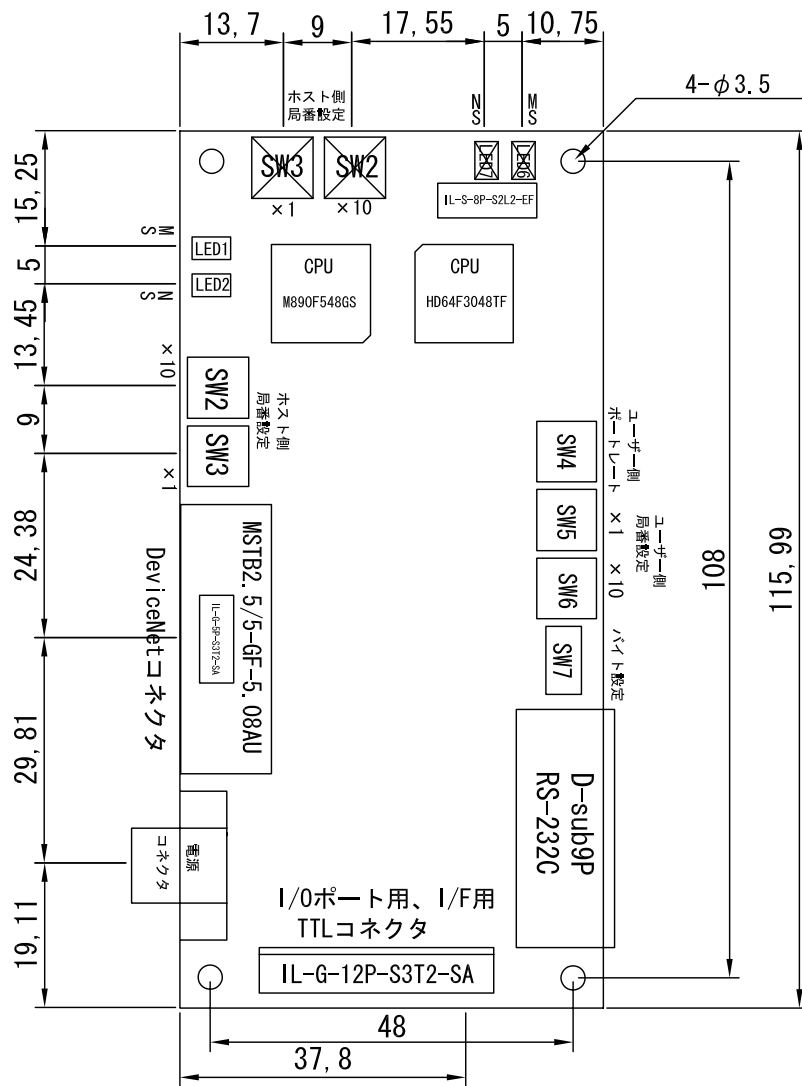 13,7
9
17,55
5
10,75
4-φ3.5
ホスト側
局番設定
NS
MS
SW3
SW2
LED7
LED6
×1
×10
IL-S-8P-S2L2-EF
15,25
5
13,45
9
24,38
29,81
19,11
MS
LED1
LED2
NS
CPU
M890F548GS
CPU
HD64F3048TF
×10
SW2
SW3
×1
ホスト側
局番設定
ユーザー側
ポートレート
SW4
SW5
×1
SW6
×10
ユーザー側
局番設定
SW7
バイト設定
108
115,99
MSTB2.5/5-GF-5.08AU
IL-G-5P-S3T2-SA
DeviceNetコネクタ
D-sub9P
RS-232C
電源
コネクタ
I/Oポート用、I/F用
TTLコネクタ
IL-G-12P-S3T2-SA
48
37,8